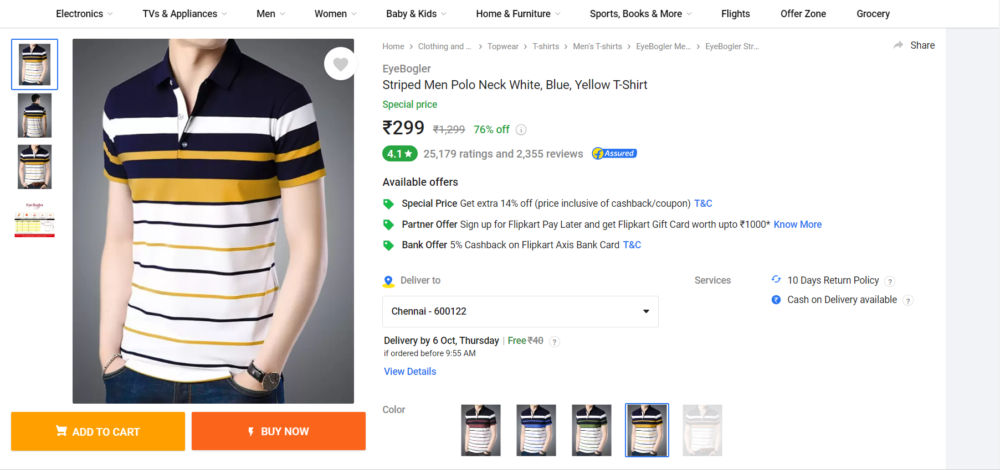 Electronics TVs & Appliances Men Women Baby & Kids Home & Furniture Sports, Books & More Flights Offer Zone Grocery
Home > Clothing and ... > Topwear > T-shirts > Men's T-shirts > EyeBogler Me... > EyeBogler Str...
Share
EyeBogler
Striped Men Polo Neck White, Blue, Yellow T-Shirt
Special price
₹299 ₹1,299 76% off i
4.1★ 25,179 ratings and 2,355 reviews Assured
Available offers
Special Price Get extra 14% off (price inclusive of cashback/coupon) T&C
Partner Offer Sign up for Flipkart Pay Later and get Flipkart Gift Card worth upto ₹1000* Know More
Bank Offer 5% Cashback on Flipkart Axis Bank Card T&C
Eye Bogler
Deliver to
Chennai - 600122
Delivery by 6 Oct, Thursday | Free ₹40 ?
if ordered before 9:55 AM
View Details
Services
10 Days Return Policy ?
Cash on Delivery available ?
Color
ADD TO CART
BUY NOW